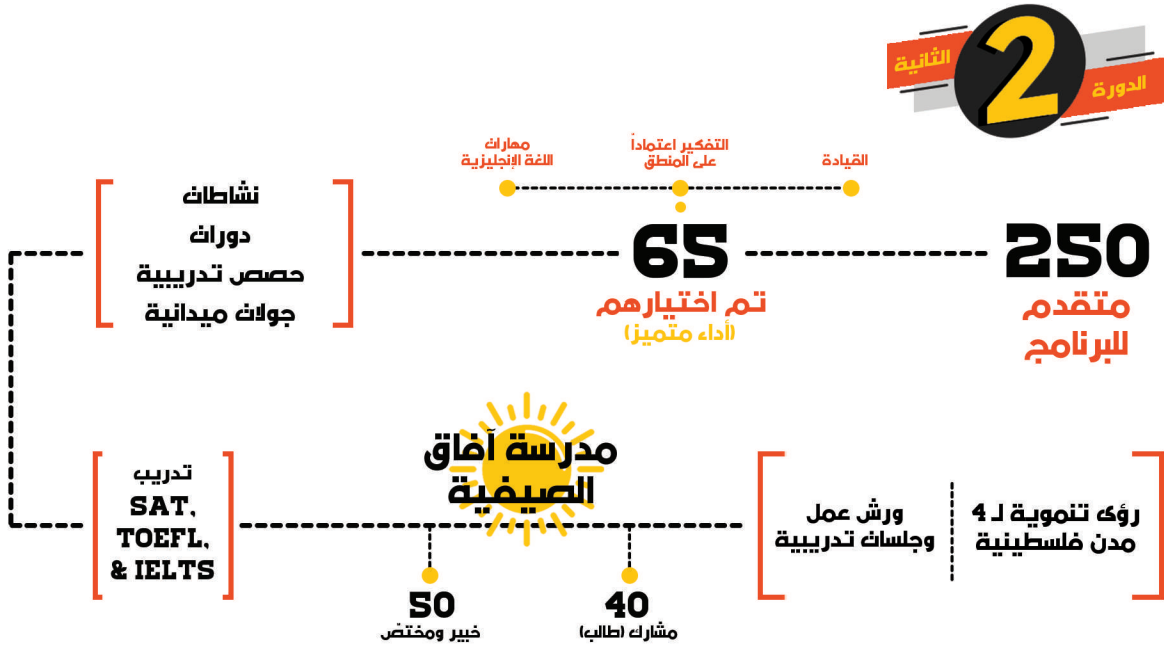 الدورة
2
الثانية
القيادة
التفكير اعتماداً
على المنطق
مهارات
اللغة الإنجليزية
250
متقدم
للبرنامج
65
تم اختيارهم
(أداء متميز)
نشاطات
دورات
حصص تدريبية
جولات ميدانية
تدريب
SAT,
TOEFL,
& IELTS
مدرسة آفاق
الصيفية
50
خبير ومختصّ
40
مشارك (طالب)
ورش عمل
وجلسات تدريبية
رؤى تنموية لـ 4
مدن فلسطينية